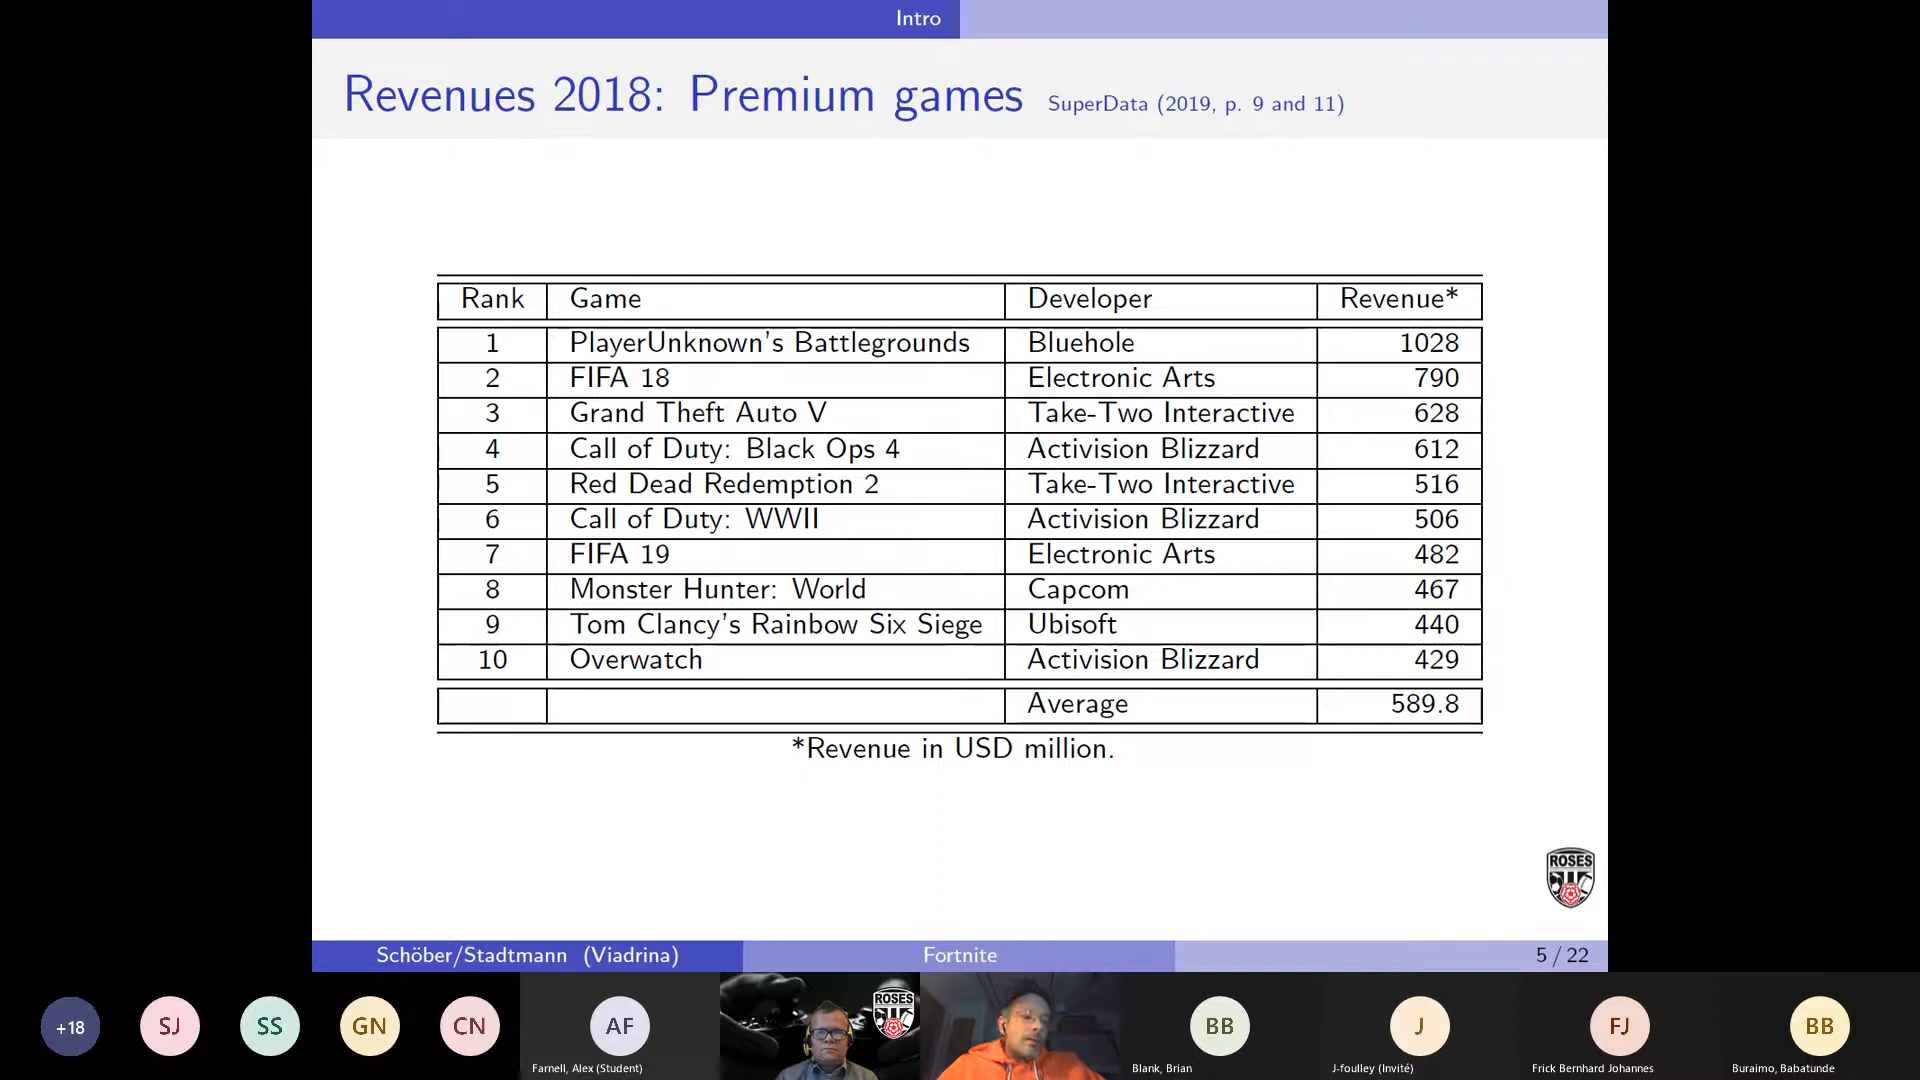 Intro
Revenues 2018: Premium games SuperData (2019, p. 9 and 11)
Rank Game Developer Revenue*
1 PlayerUnknown's Battlegrounds Bluehole 1028
2 FIFA 18 Electronic Arts 790
3 Grand Theft Auto V Take-Two Interactive 628
4 Call of Duty: Black Ops 4 Activision Blizzard 612
5 Red Dead Redemption 2 Take-Two Interactive 516
6 Call of Duty: WWII Activision Blizzard 506
7 FIFA 19 Electronic Arts 482
8 Monster Hunter: World Capcom 467
9 Tom Clancy's Rainbow Six Siege Ubisoft 440
10 Overwatch Activision Blizzard 429
Average 589.8
*Revenue in USD million.
ROSES
Schöber/Stadtmann (Viadrina) Fortnite 5 / 22
+18 SJ SS GN CN AF ROSES BB J FJ BB
Farnell, Alex (Student) Blank, Brian J-foulley (Invité) Frick Bernhard Johannes Buraimo, Babatunde